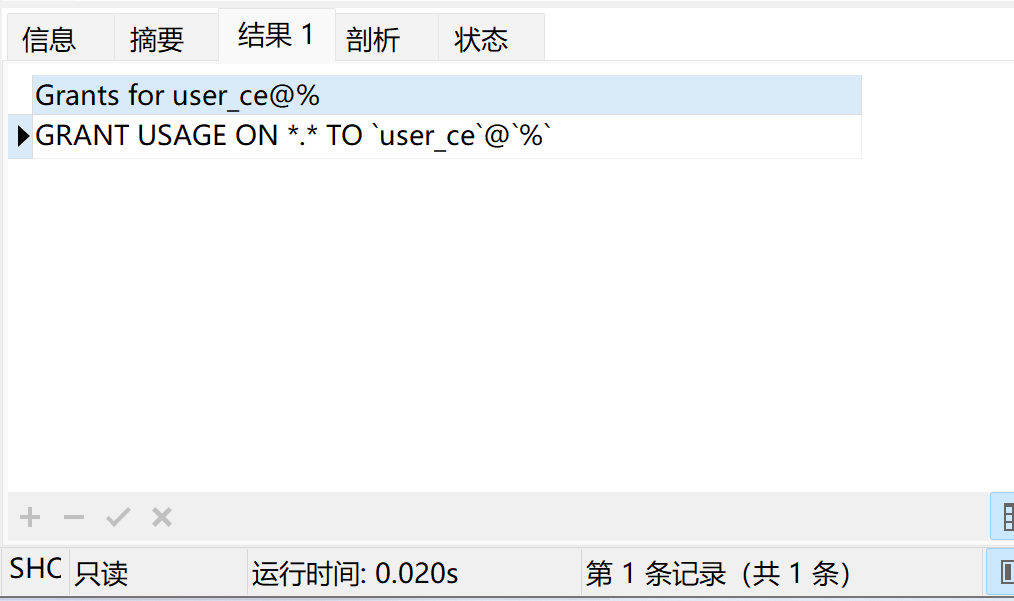 信息 摘要 结果 1 剖析 状态
Grants for user_ce@%
GRANT USAGE ON *.* TO `user_ce`@`%`
SHC 只读 运行时间: 0.020s 第 1 条记录（共 1 条）